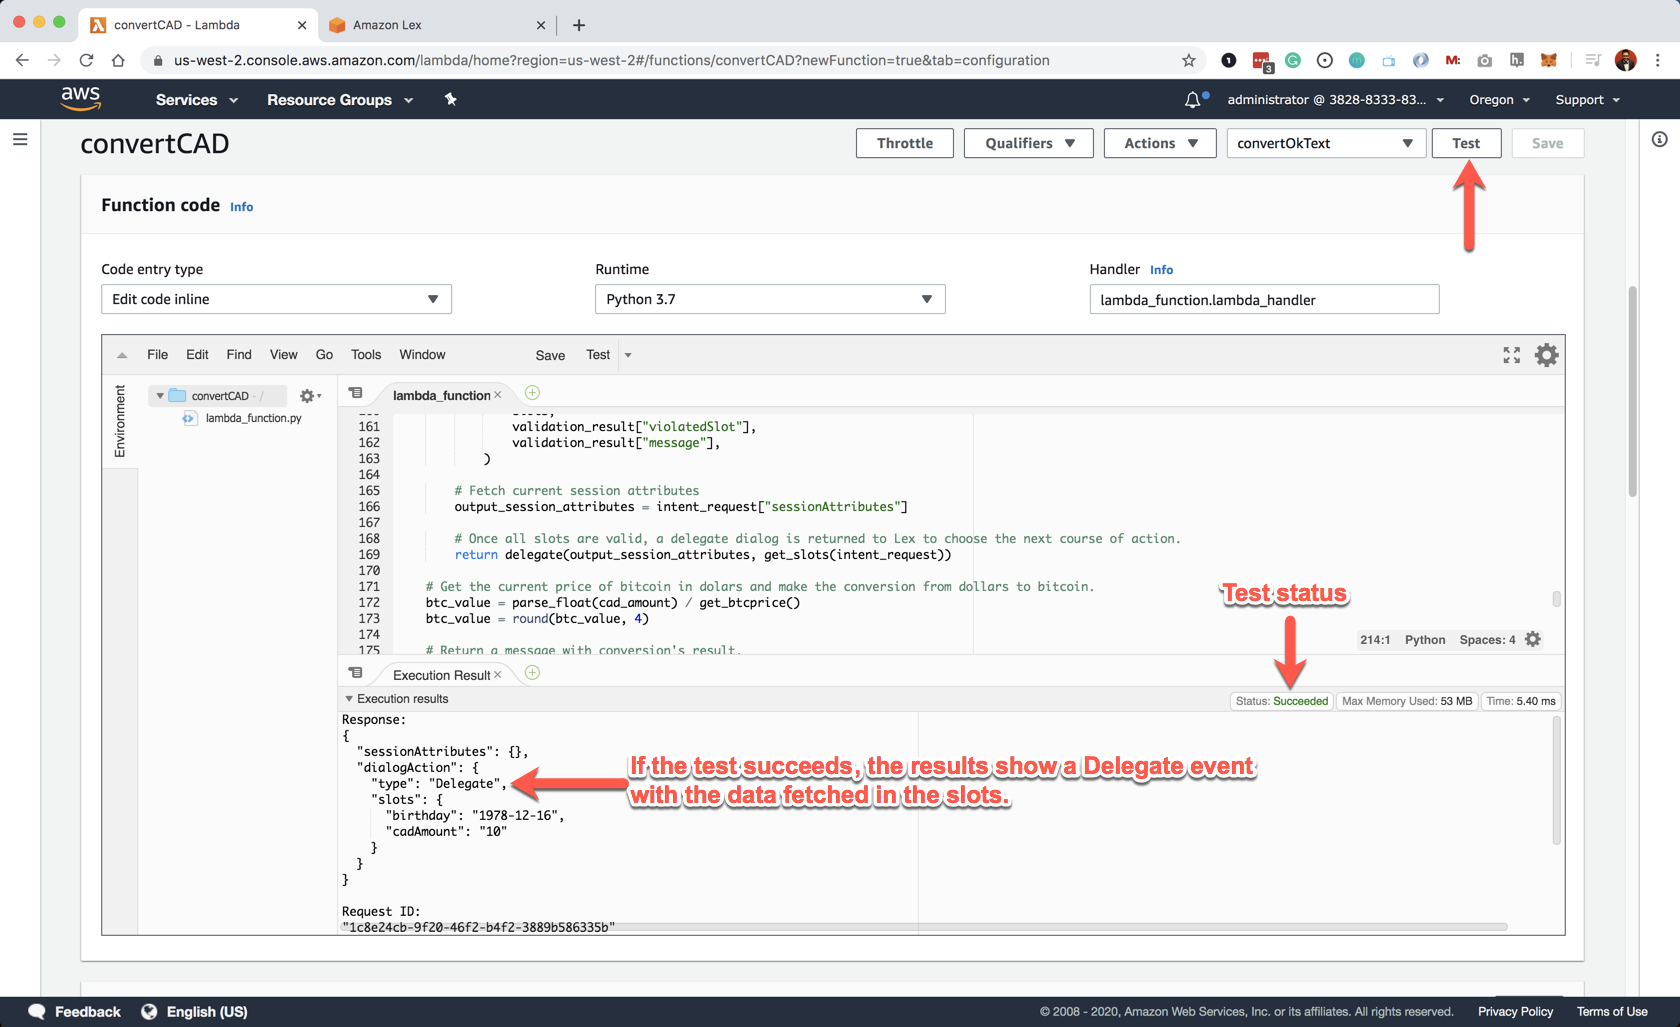 convertCAD - Lambda
Amazon Lex
us-west-2.console.aws.amazon.com/lambda/home?region=us-west-2#/functions/convertCAD?newFunction=true&tab=configuration
3
aws
Services
Resource Groups
administrator @ 3828-8333-83...
Oregon
Support
convertCAD
Throttle
Qualifiers
Actions
convertOkText
Test
Save
Function code Info
Code entry type
Runtime
Handler Info
Edit code inline
Python 3.7
lambda_function.lambda_handler
File Edit Find View Go Tools Window Save Test
Environment
convertCAD - /
lambda_function.py
lambda_function
161 validation_result["violatedSlot"],
162 validation_result["message"],
163 )
164
165 # Fetch current session attributes
166 output_session_attributes = intent_request["sessionAttributes"]
167
168 # Once all slots are valid, a delegate dialog is returned to Lex to choose the next course of action.
169 return delegate(output_session_attributes, get_slots(intent_request))
170
171 # Get the current price of bitcoin in dolars and make the conversion from dollars to bitcoin.
172 btc_value = parse_float(cad_amount) / get_btcprice()
173 btc_value = round(btc_value, 4)
174
175 # Return a message with conversion's result.
Test status
214:1 Python Spaces: 4
Execution Result
Execution results
Status: Succeeded
Max Memory Used: 53 MB
Time: 5.40 ms
Response:
{
"sessionAttributes": {},
"dialogAction": {
"type": "Delegate",
"slots": {
"birthday": "1978-12-16",
"cadAmount": "10"
}
}
}
If the test succeeds, the results show a Delegate event
with the data fetched in the slots.
Request ID:
"1c8e24cb-9f20-46f2-b4f2-3889b586335b"
Feedback
English (US)
© 2008 - 2020, Amazon Web Services, Inc. or its affiliates. All rights reserved.
Privacy Policy
Terms of Use